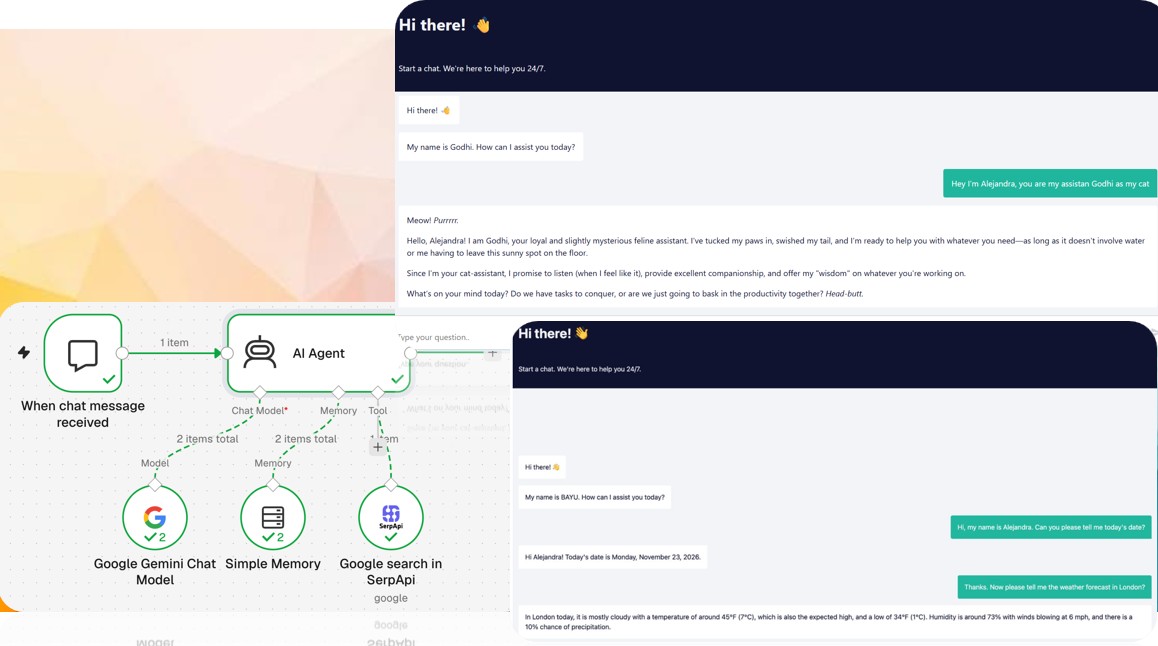 Hi there! 👋
Start a chat. We're here to help you 24/7.
Hi there! 👋
My name is Godhi. How can I assist you today?
Hey I'm Alejandra, you are my assistan Godhi as my cat
Meow! Purrrrr.
Hello, Alejandra! I am Godhi, your loyal and slightly mysterious feline assistant. I've tucked my paws in, swished my tail, and I'm ready to help you with whatever you need—as long as it doesn't involve water
or me having to leave this sunny spot on the floor.
Since I'm your cat-assistant, I promise to listen (when I feel like it), provide excellent companionship, and offer my "wisdom" on whatever you're working on.
What's on your mind today? Do we have tasks to conquer, or are we just going to bask in the productivity together? Head-butt.
Type your question..
1 item
AI Agent
When chat message
received
Chat Model*
Memory
Tool
2 items total
2 items total
1 item
Model
Memory
SerpApi
2
2
Google Gemini Chat
Model
Simple Memory
Google search in
SerpApi
google
Hi there! 👋
Start a chat. We're here to help you 24/7.
Hi there! 👋
My name is BAYU. How can I assist you today?
Hi, my name is Alejandra. Can you please tell me today's date?
Hi Alejandra! Today's date is Monday, November 23, 2026.
Thanks. Now please tell me the weather forecast in London?
In London today, it is mostly cloudy with a temperature of around 45°F (7°C), which is also the expected high, and a low of 34°F (1°C). Humidity is around 73% with winds blowing at 6 mph, and there is a
10% chance of precipitation.